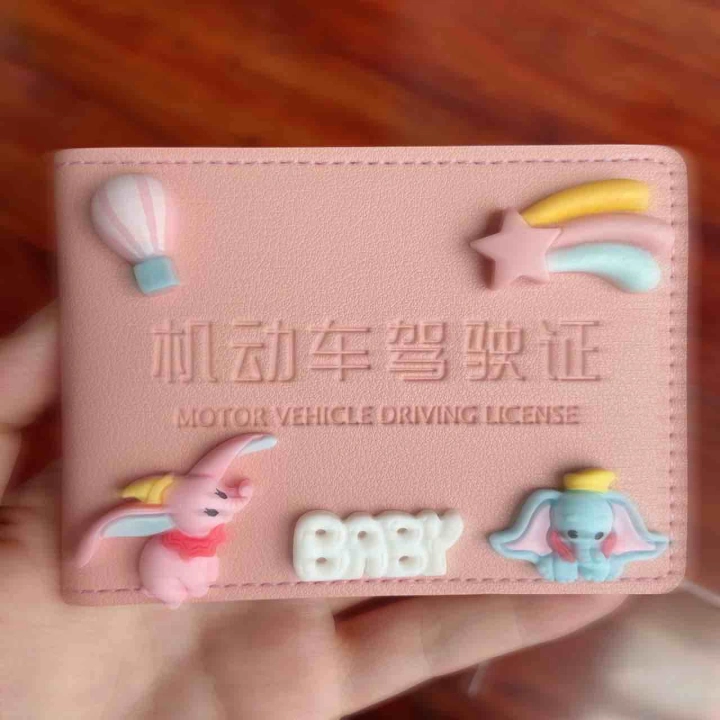 机动车驾驶证
MOTOR VEHICLE DRIVING LICENSE
BABY